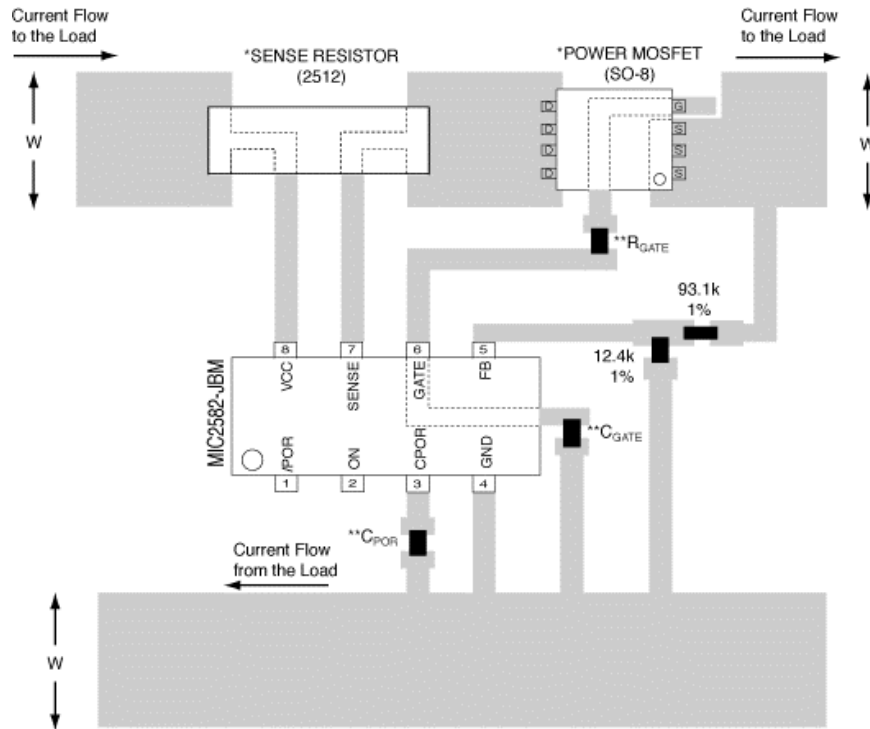 Current Flow
to the Load
*SENSE RESISTOR
(2512)
*POWER MOSFET
(SO-8)
Current Flow
to the Load
W
W
D
D
D
D
G
S
S
S
**RGATE
93.1k
1%
12.4k
1%
8
7
6
5
VCC
SENSE
GATE
FB
MIC2582-JBM
/POR
ON
CPOR
GND
1
2
3
4
**CGATE
**CPOR
Current Flow
from the Load
W